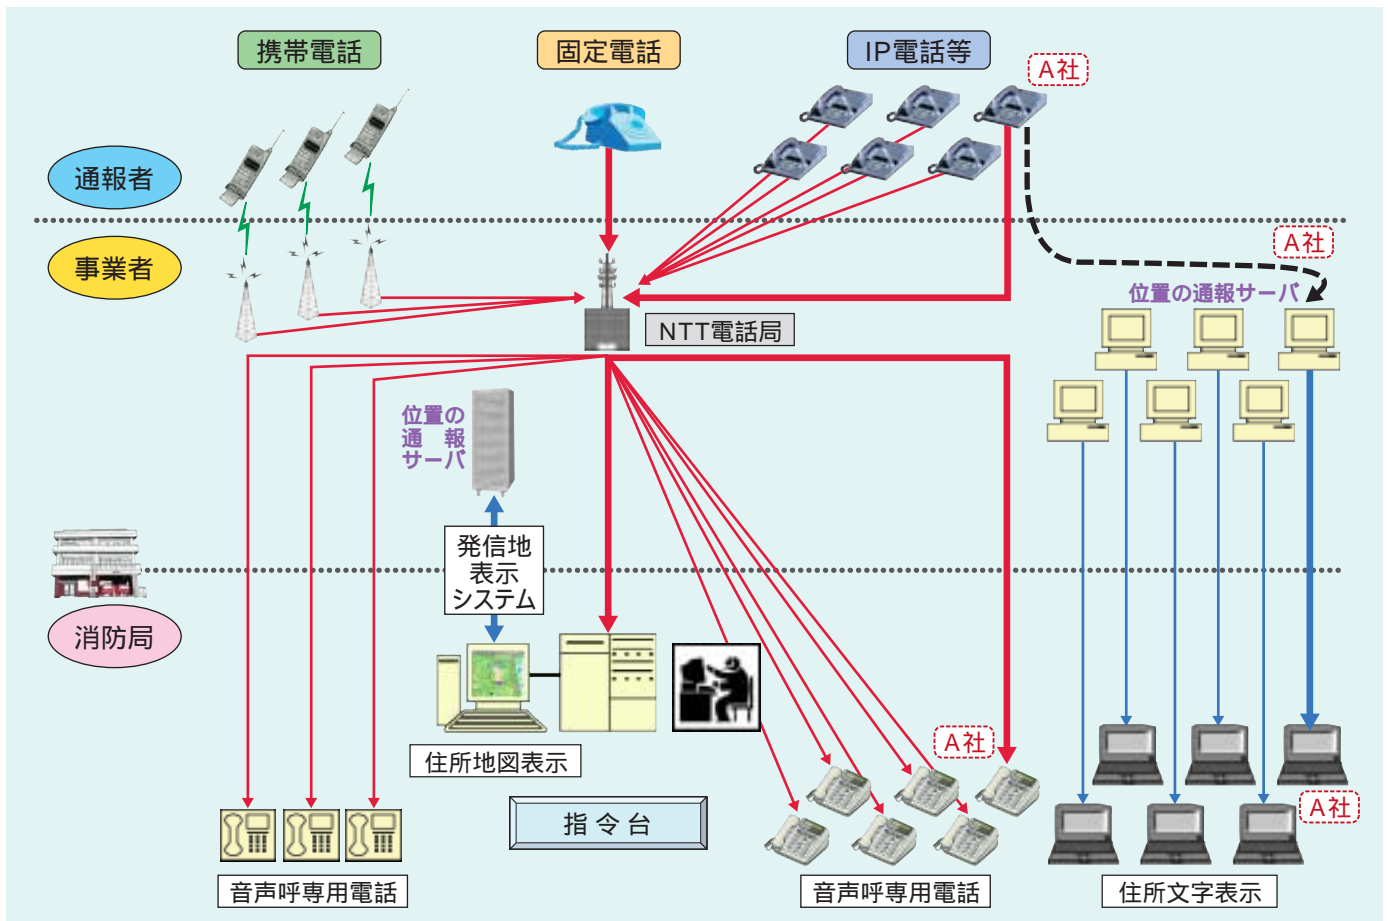 携帯電話
固定電話
IP電話等
A社
通報者
事業者
A社
位置の通報サーバ
NTT電話局
位置の
通 報
サーバ
発信地
表示
システム
消防局
A社
住所地図表示
A社
指令台
音声呼専用電話
音声呼専用電話
住所文字表示